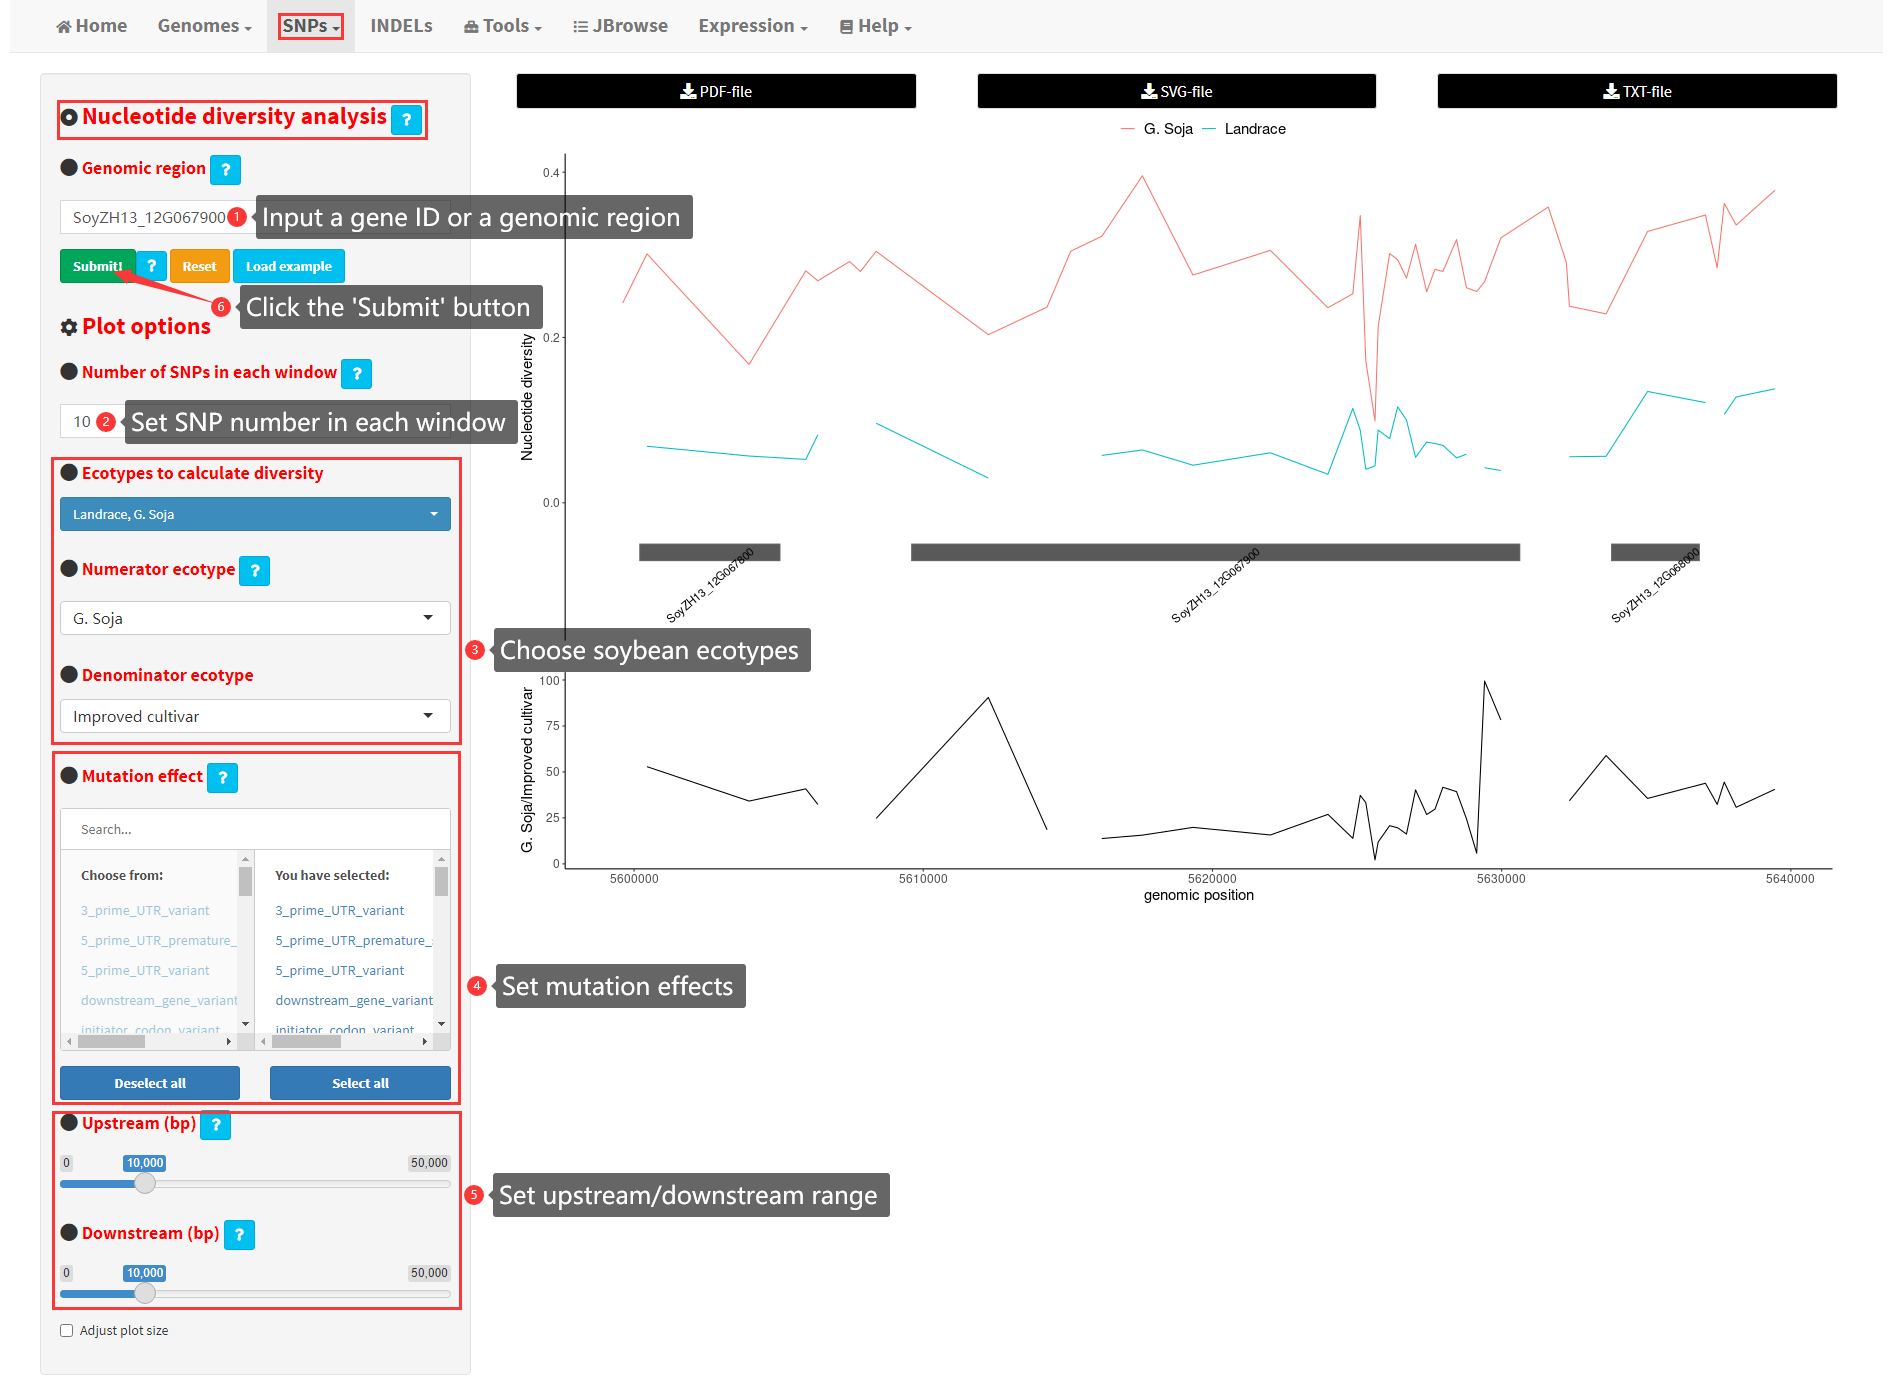 Home Genomes SNPs INDELs Tools JBrowse Expression Help
Nucleotide diversity analysis ?
Genomic region ?
SoyZH13_12G067900 1 Input a gene ID or a genomic region
Submit! ? Reset Load example
6 Click the 'Submit' button
Plot options
Number of SNPs in each window ?
10 2 Set SNP number in each window
Ecotypes to calculate diversity
Landrace, G. Soja
Numerator ecotype ?
G. Soja
3 Choose soybean ecotypes
Denominator ecotype
Improved cultivar
Mutation effect ?
Search...
Choose from:
3_prime_UTR_variant
5_prime_UTR_premature_
5_prime_UTR_variant
downstream_gene_variant
initiator_codon_variant
You have selected:
3_prime_UTR_variant
5_prime_UTR_premature_
5_prime_UTR_variant
downstream_gene_variant
initiator_codon_variant
4 Set mutation effects
Deselect all Select all
Upstream (bp) ?
0 10,000 50,000
5 Set upstream/downstream range
Downstream (bp) ?
0 10,000 50,000
Adjust plot size
PDF-file SVG-file TXT-file
G. Soja Landrace
0.4
0.2
0.0
Nucleotide diversity
SoyZH13_12G067800
SoyZH13_12G067900
SoyZH13_12G068000
100
75
50
25
0
G. Soja/Improved cultivar
5600000 5610000 5620000 5630000 5640000
genomic position